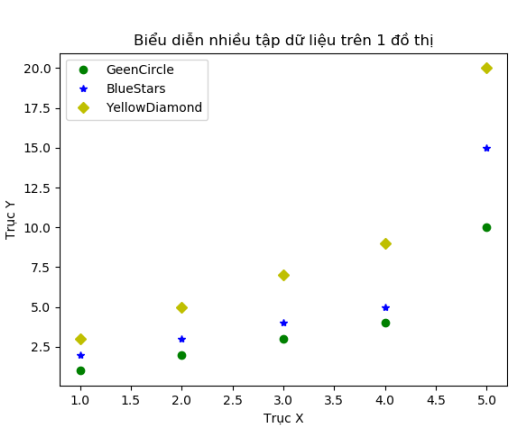 Biểu diễn nhiều tập dữ liệu trên 1 đồ thị
GeenCircle
BlueStars
YellowDiamond
Trục Y
20.0
17.5
15.0
12.5
10.0
7.5
5.0
2.5
1.0 1.5 2.0 2.5 3.0 3.5 4.0 4.5 5.0
Trục X